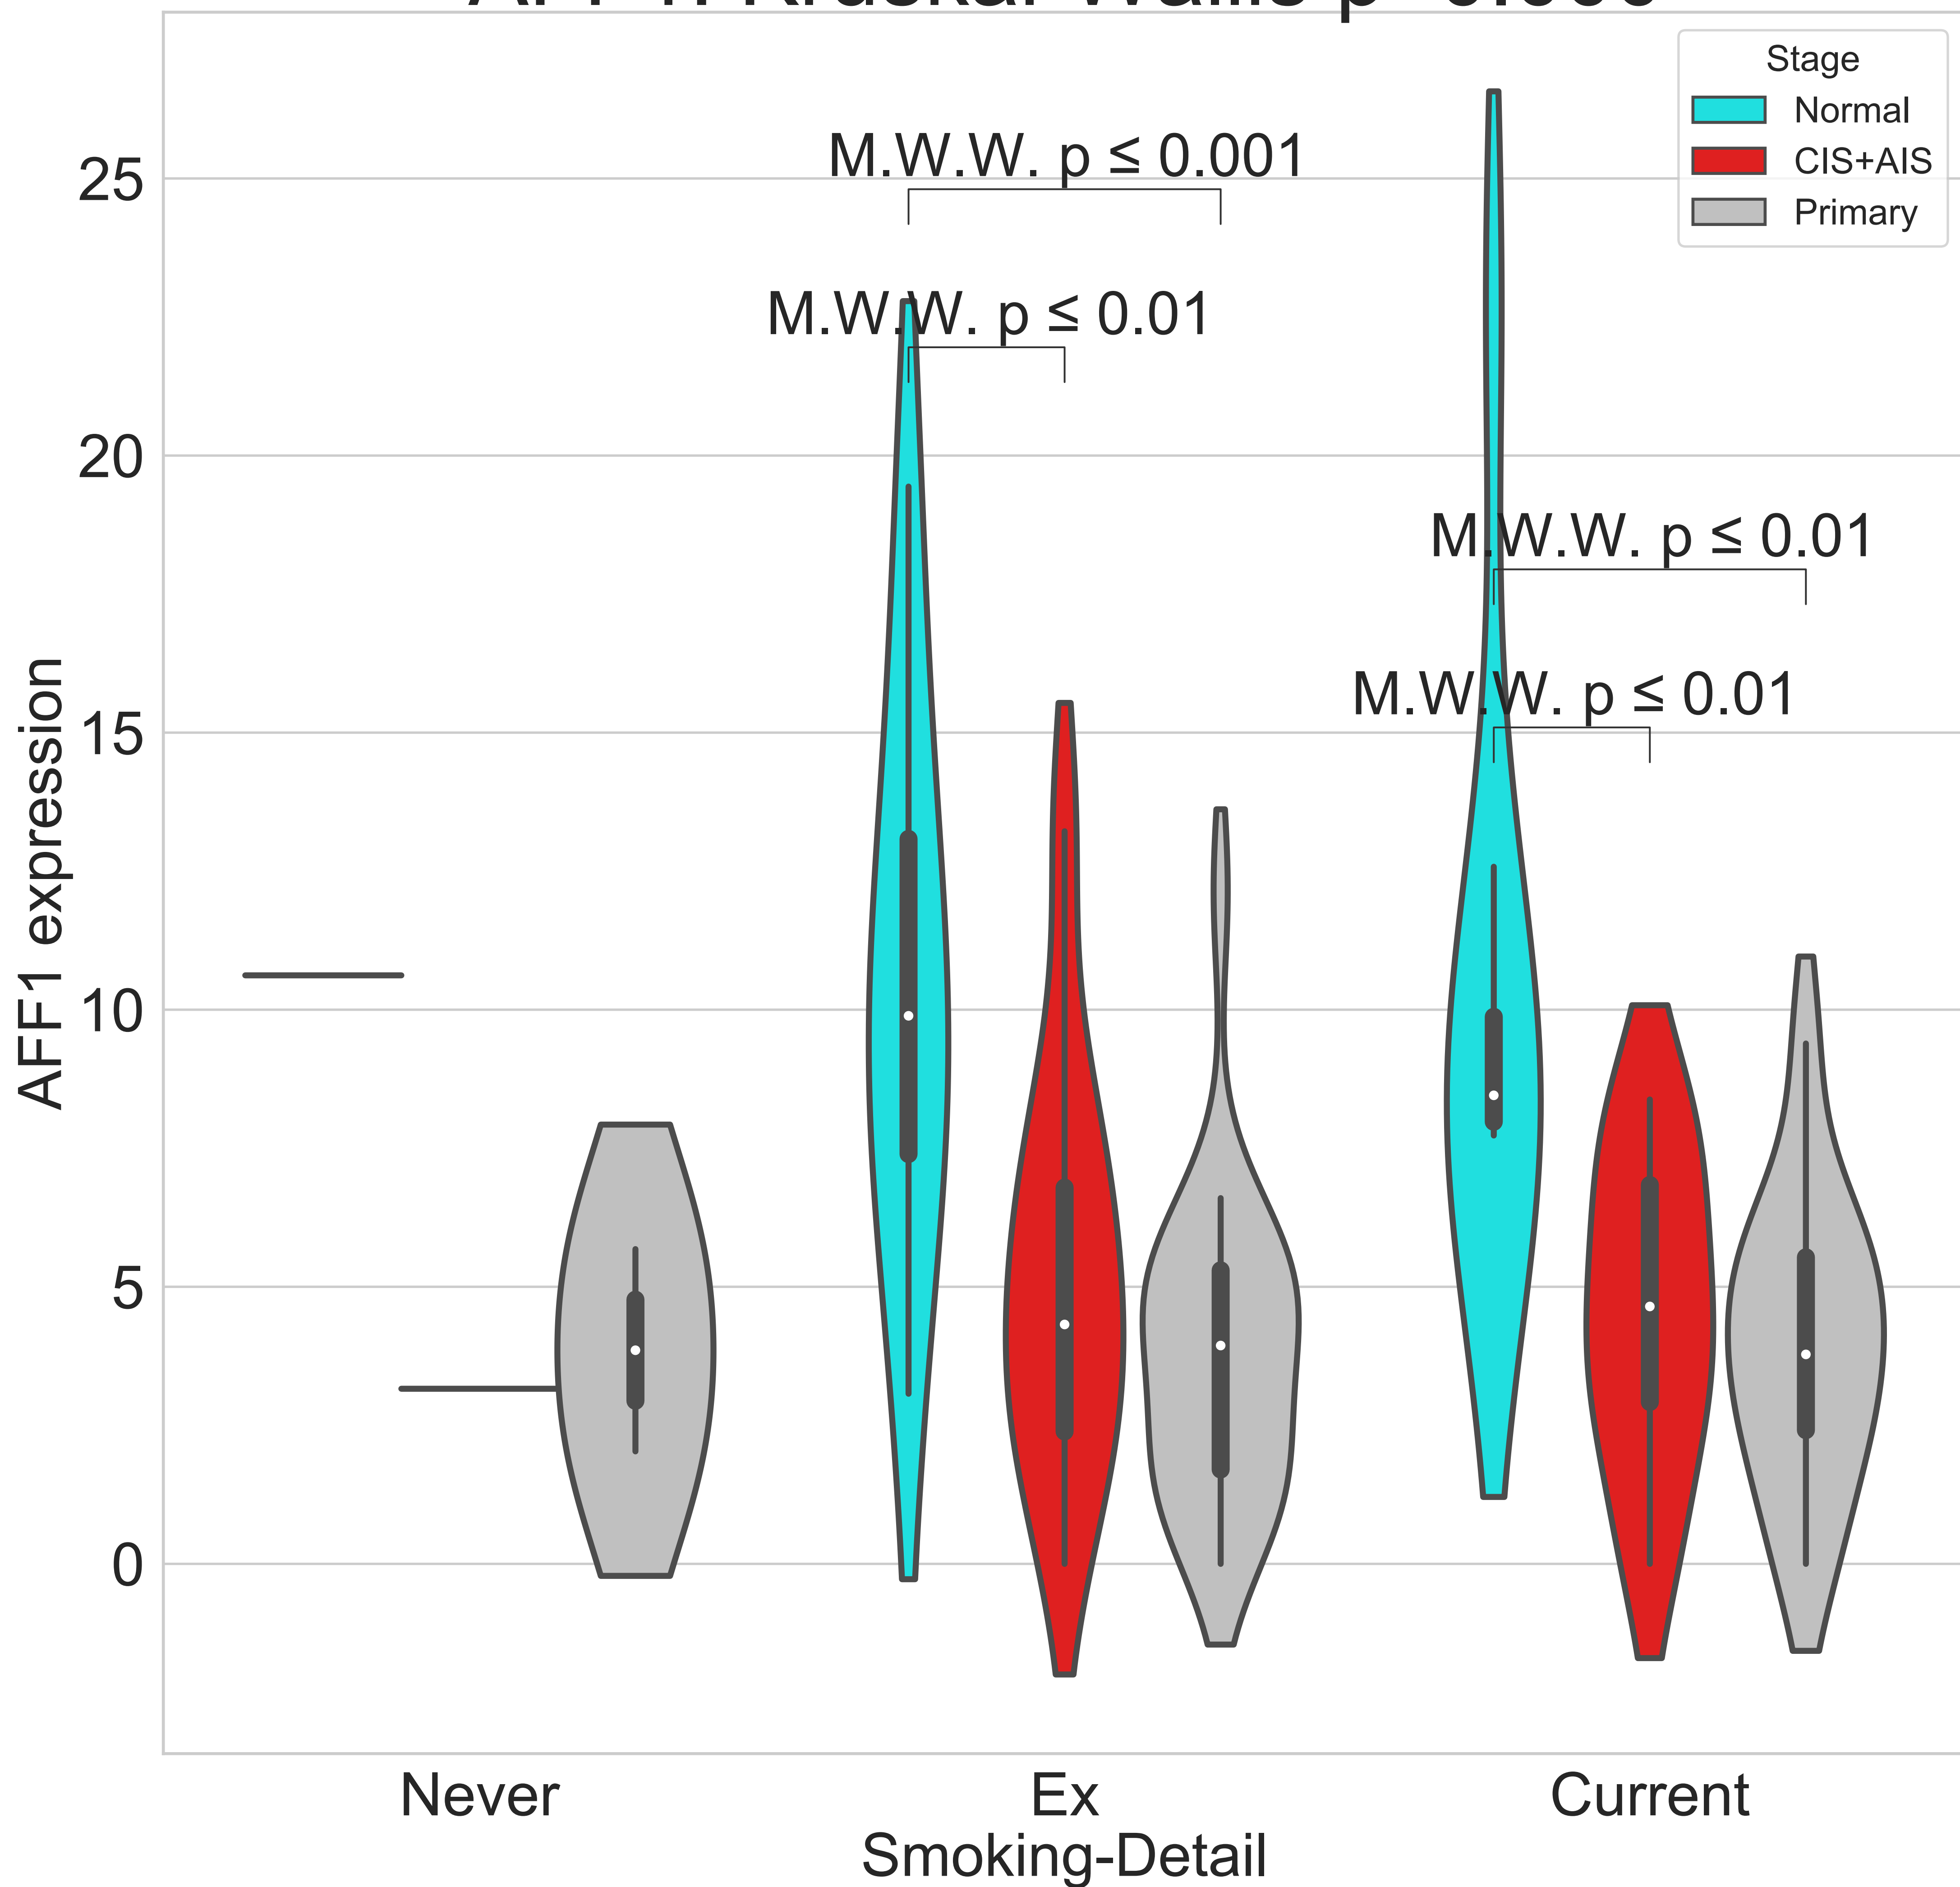 Stage
Normal
CIS+AIS
Primary
M.W.W. p ≤ 0.001
M.W.W. p ≤ 0.01
M.W.W. p ≤ 0.01
M.W.W. p ≤ 0.01
25
20
15
10
5
0
AFF1 expression
Never
Ex
Current
Smoking-Detail